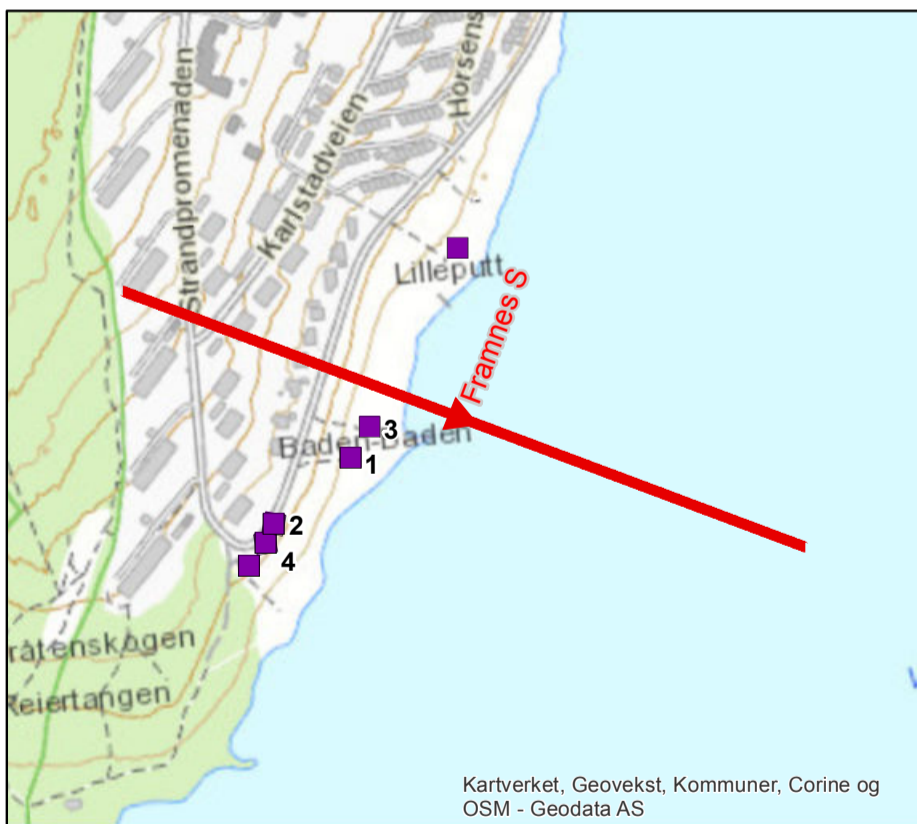 Strandpromenaden
Karlstadveien
Horsens
Lilleputt
Framnes S
3
Baden-Baden
1
2
4
råtenskogen
Reiertangen
Kartverket, Geovekst, Kommuner, Corine og
OSM - Geodata AS